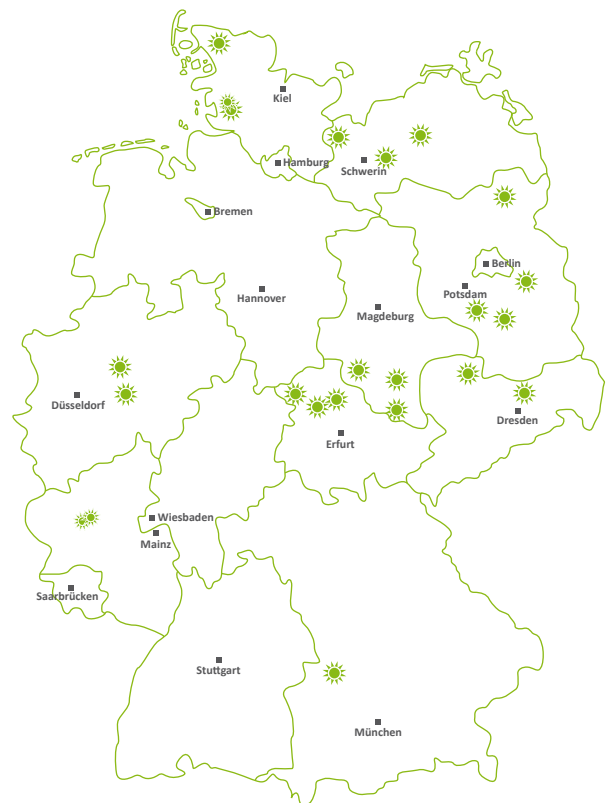 Kiel
Hamburg
Schwerin
Bremen
Berlin
Potsdam
Hannover
Magdeburg
Düsseldorf
Dresden
Erfurt
Wiesbaden
Mainz
Saarbrücken
Stuttgart
München